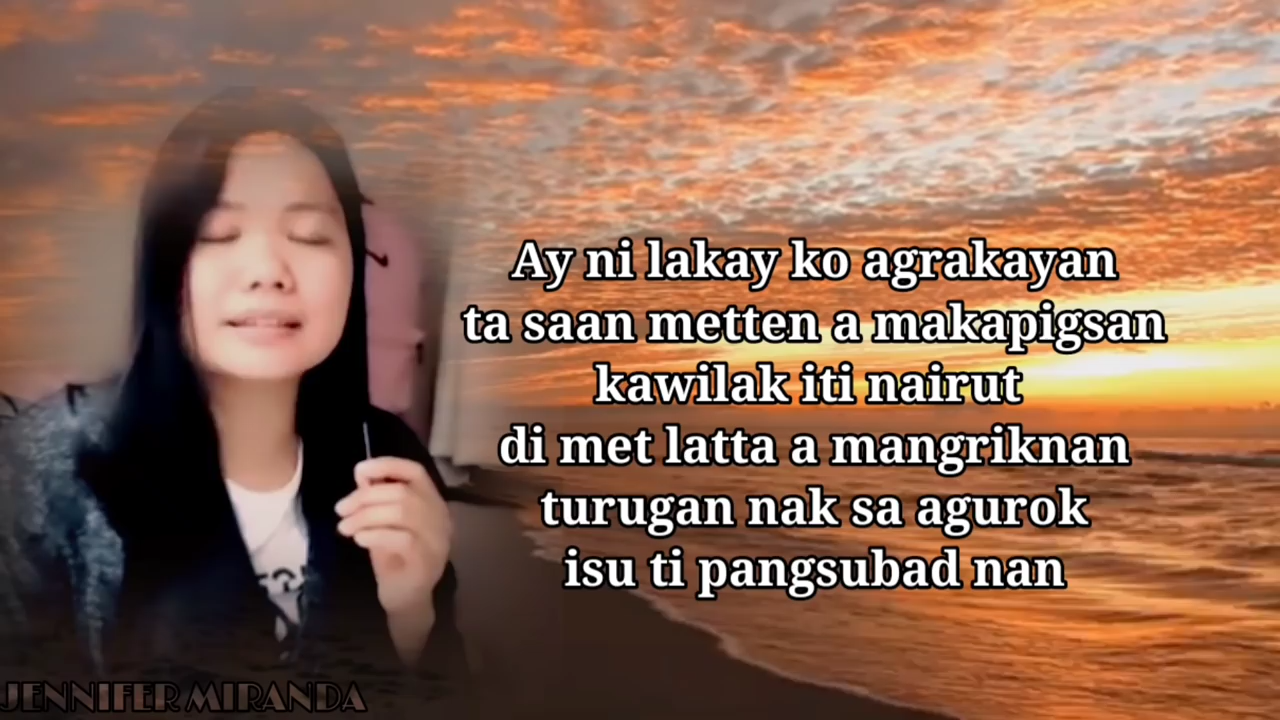 Ay ni lakay ko agrakayan
ta saan metten a makapigsan
kawilak iti nairut
di met latta a mangriknan
turugan nak sa agurok
isu ti pangsubad nan
JENNIFER MIRANDA